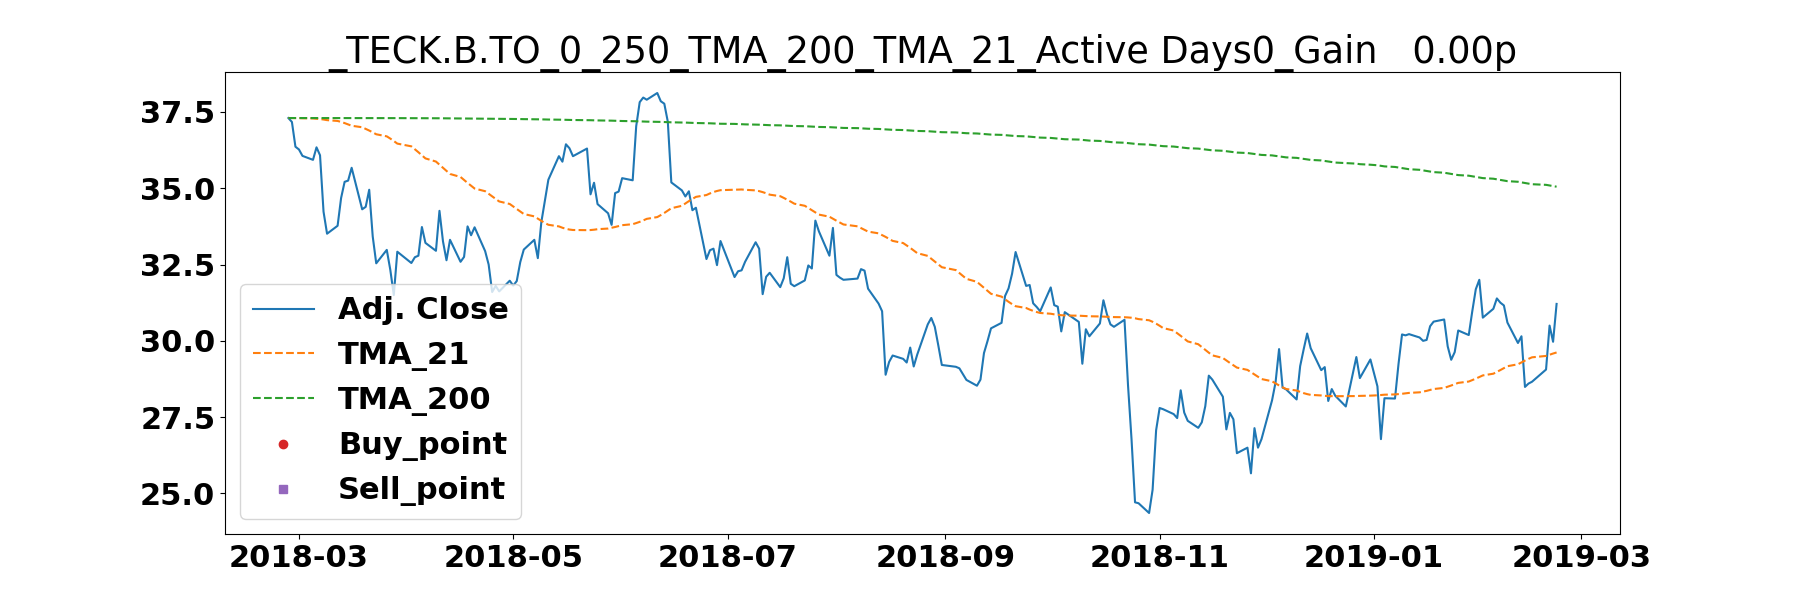 _TECK.B.TO_0_250_TMA_200_TMA_21_Active Days0_Gain   0.00p
37.5
35.0
32.5
30.0
27.5
25.0
Adj. Close
TMA_21
TMA_200
Buy_point
Sell_point
2018-03 2018-05 2018-07 2018-09 2018-11 2019-01 2019-03